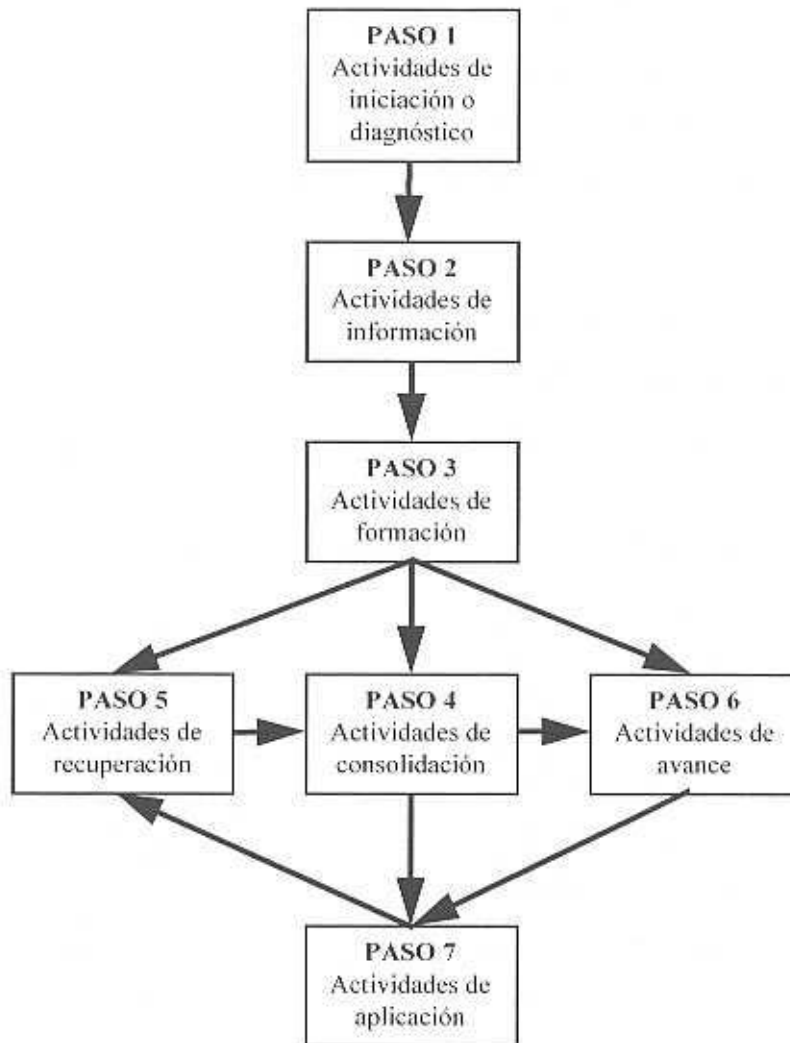 PASO 1
Actividades de
iniciación o
diagnóstico
PASO 2
Actividades de
información
PASO 3
Actividades de
formación
PASO 5
Actividades de
recuperación
PASO 4
Actividades de
consolidación
PASO 6
Actividades de
avance
PASO 7
Actividades de
aplicación